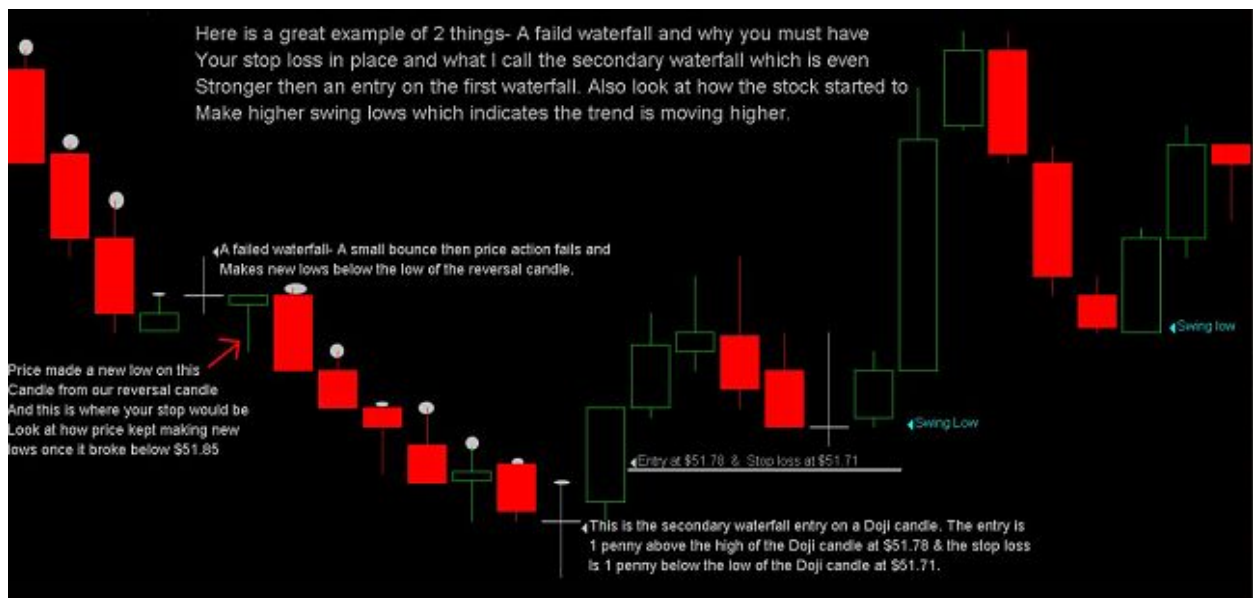 Here is a great example of 2 things- A faild waterfall and why you must have
Your stop loss in place and what I call the secondary waterfall which is even
Stronger then an entry on the first waterfall. Also look at how the stock started to
Make higher swing lows which indicates the trend is moving higher.
A failed waterfall- A small bounce then price action fails and
Makes new lows below the low of the reversal candle.
Price made a new low on this
Candle from our reversal candle
And this is where your stop would be
Look at how price kept making new
lows once it broke below $51.85
Swing low
Swing Low
Entry at $51.78 & Stop loss at $51.71
This is the secondary waterfall entry on a Doji candle. The entry is
1 penny above the high of the Doji candle at $51.78 & the stop loss
Is 1 penny below the low of the Doji candle at $51.71.